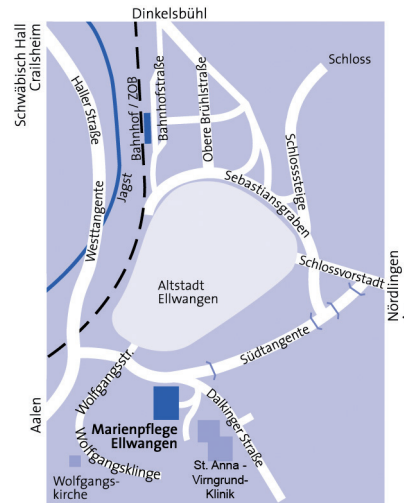 Dinkelsbühl
Schwäbisch Hall
Crailsheim
Haller Straße
Bahnhof / ZOB
Bahnhofstraße
Obere Brühlstraße
Schloss
Schlosssteige
Jagst
Westtangente
Sebastiansgraben
Schlossvorstadt
Nördlingen
Altstadt
Ellwangen
Südtangente
Wolfgangstr.
Aalen
Dalkinger Straße
Marienpflege
Ellwangen
Wolfgangsklinge
Wolfgangs-
kirche
St. Anna -
Virngrund-
Klinik